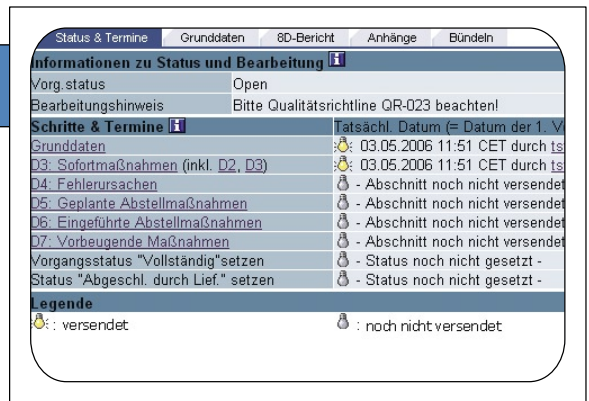 Status & Termine Grunddaten 8D-Bericht Anhänge Bündeln
Informationen zu Status und Bearbeitung
Vorg.status Open
Bearbeitungshinweis Bitte Qualitätsrichtline QR-023 beachten!
Schritte & Termine Tatsächl. Datum (= Datum der 1.
Grunddaten 03.05.2006 11:51 CET durch
D3: Sofortmaßnahmen (inkl. D2, D3) 03.05.2006 11:51 CET durch
D4: Fehlerursachen - Abschnitt noch nicht versendet
D5: Geplante Abstellmaßnahmen - Abschnitt noch nicht versendet
D6: Eingeführte Abstellmaßnahmen - Abschnitt noch nicht versendet
D7: Vorbeugende Maßnahmen - Abschnitt noch nicht versendet
Vorgangsstatus "Vollständig"setzen - Status noch nicht gesetzt -
Status "Abgeschl. durch Lief." setzen - Status noch nicht gesetzt -
Legende
: versendet : noch nicht versendet